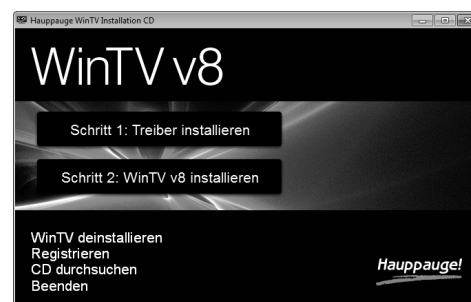 Hauppauge WinTV Installation CD
WinTV v8
Schritt 1: Treiber installieren
Schritt 2: WinTV v8 installieren
WinTV deinstallieren
Registrieren
CD durchsuchen
Beenden
Hauppauge!